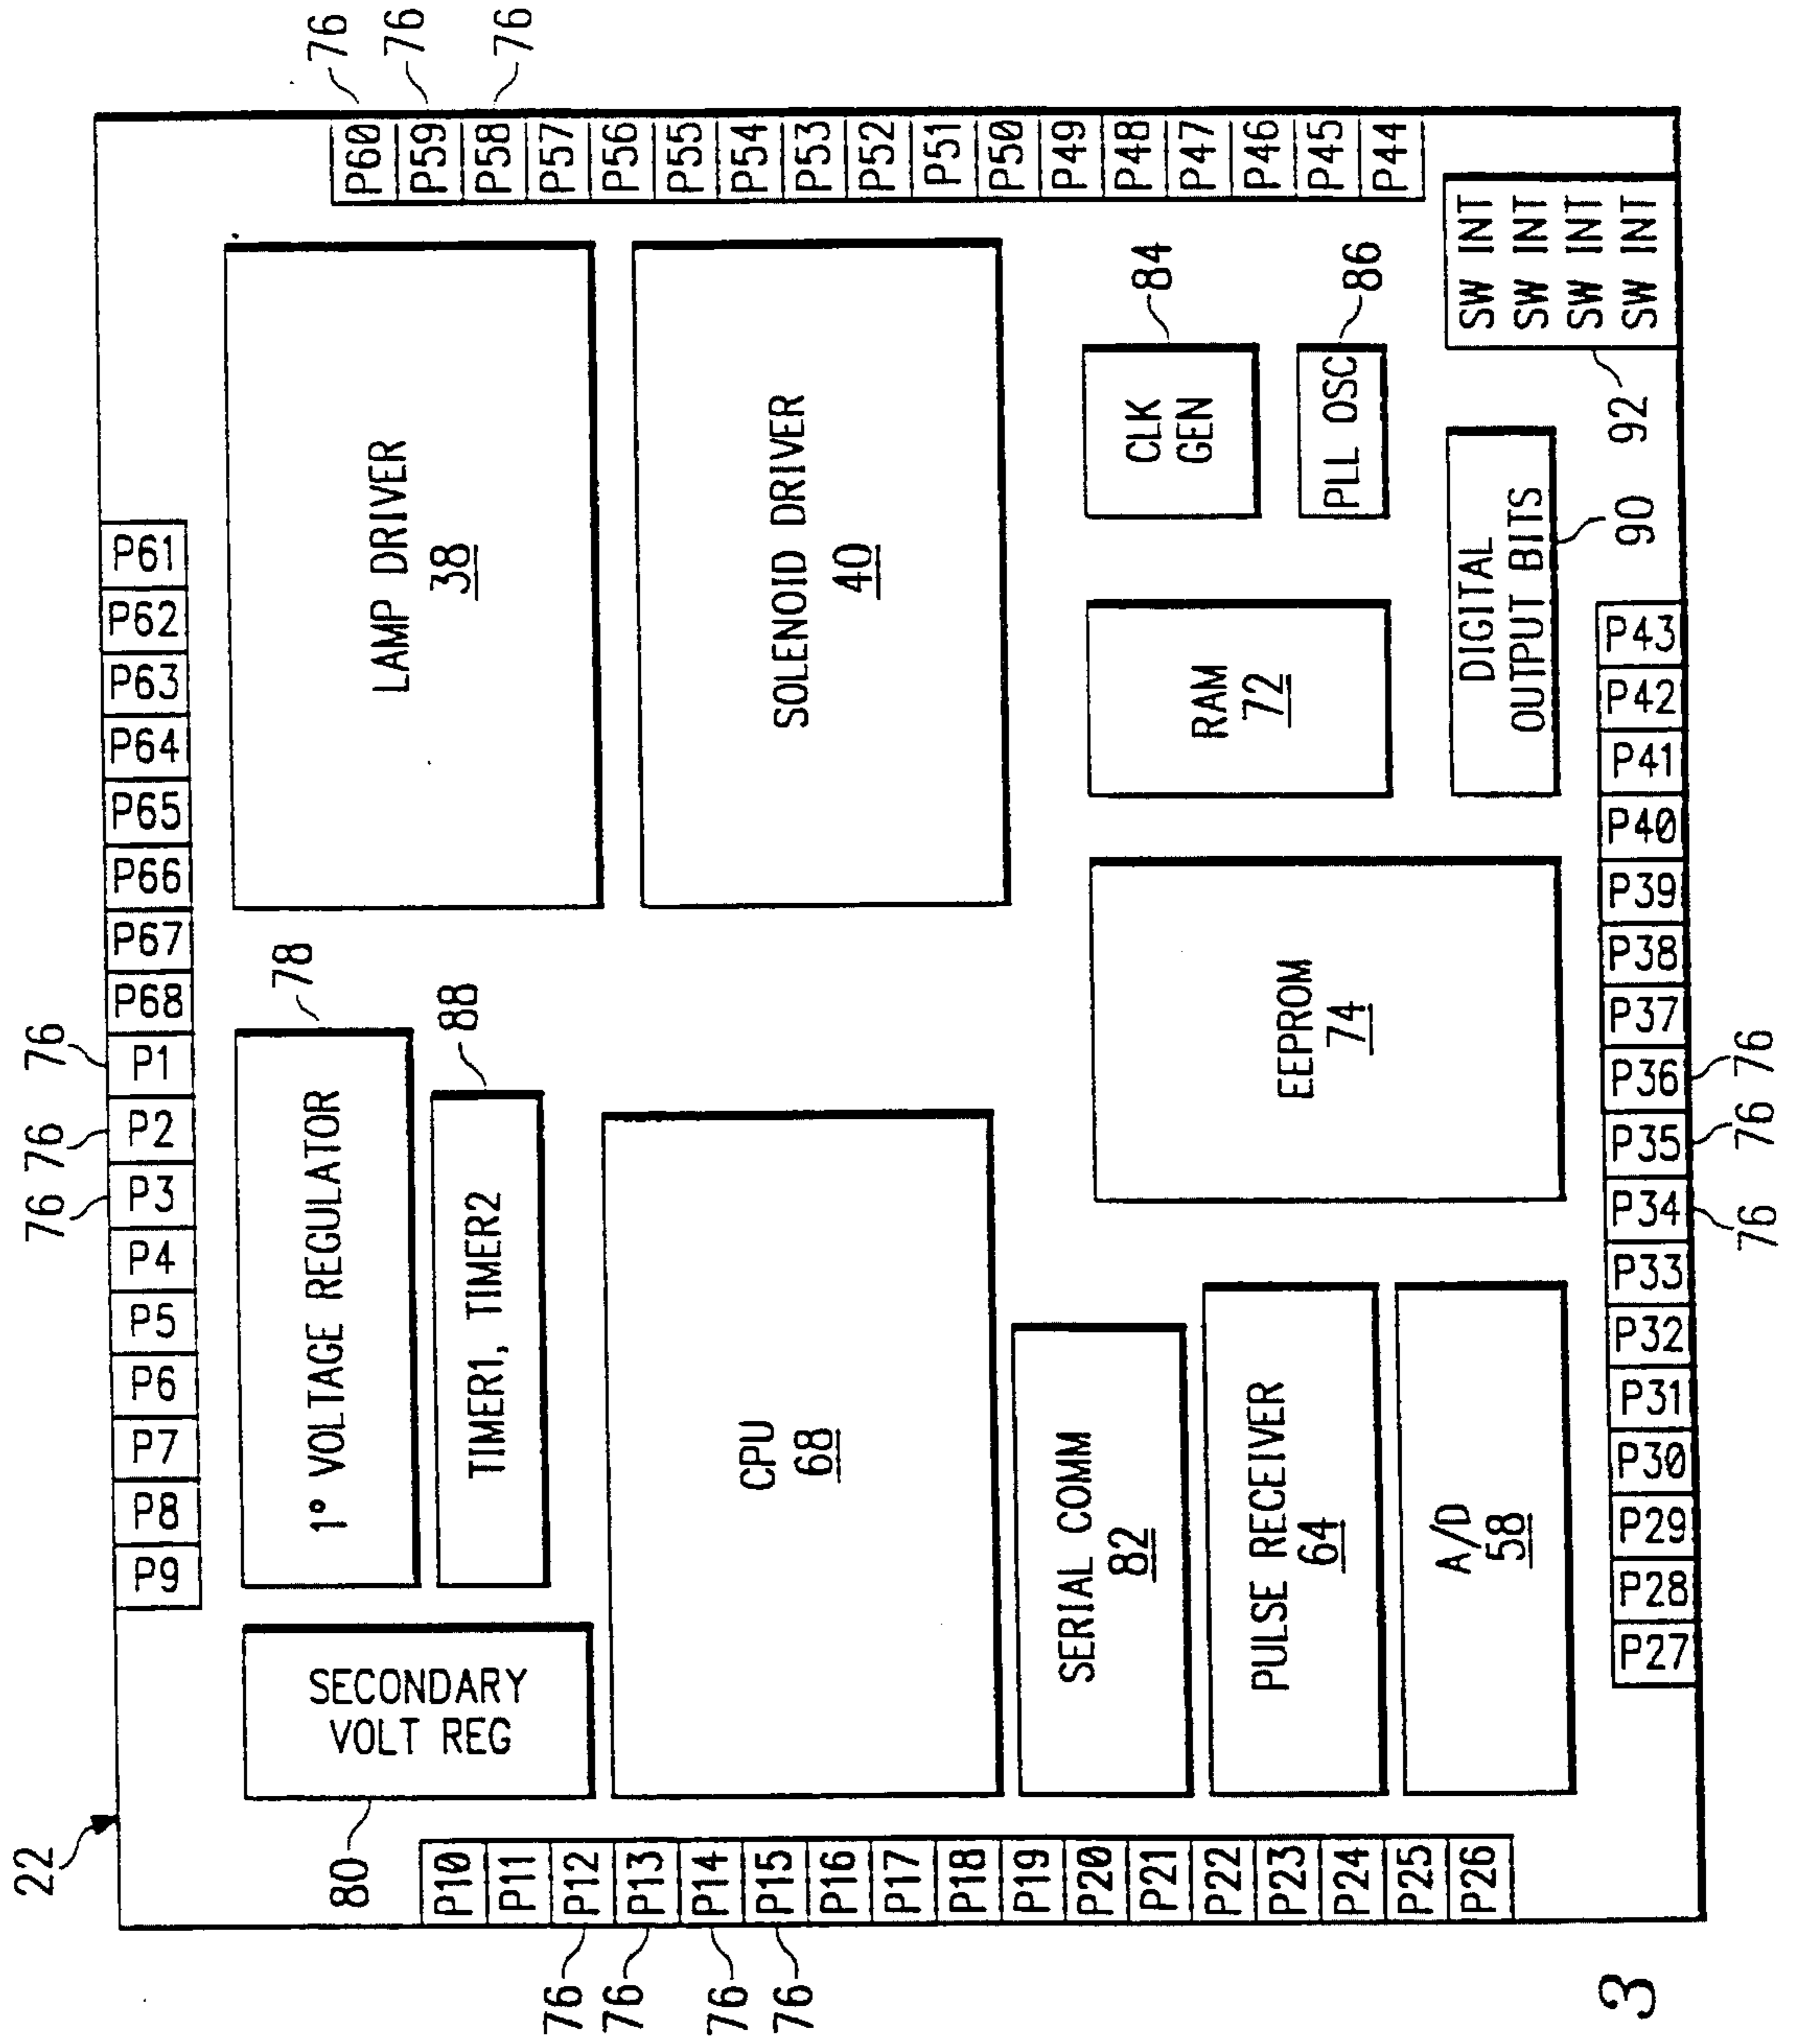 22
76
76
76
P9
P8
P7
P6
P5
P4
P3
P2
P1
P68
P67
P66
P65
P64
P63
P62
P61
80
SECONDARY
VOLT REG
1° VOLTAGE REGULATOR
78
TIMER1, TIMER2
88
LAMP DRIVER
38
76
76
76
76
P10
P11
P12
P13
P14
P15
P16
P17
P18
P19
P20
P21
P22
P23
P24
P25
P26
CPU
68
SOLENOID DRIVER
40
P60
P59
P58
P57
P56
P55
P54
P53
P52
P51
P50
P49
P48
P47
P46
P45
P44
76
76
76
SERIAL COMM
82
PULSE RECEIVER
64
A/D
58
EEPROM
74
RAM
72
CLK
GEN
84
PLL OSC
86
DIGITAL
OUTPUT BITS
90
SW INT
SW INT
SW INT
SW INT
92
P27
P28
P29
P30
P31
P32
P33
P34
P35
P36
P37
P38
P39
P40
P41
P42
P43
76
76
76
3